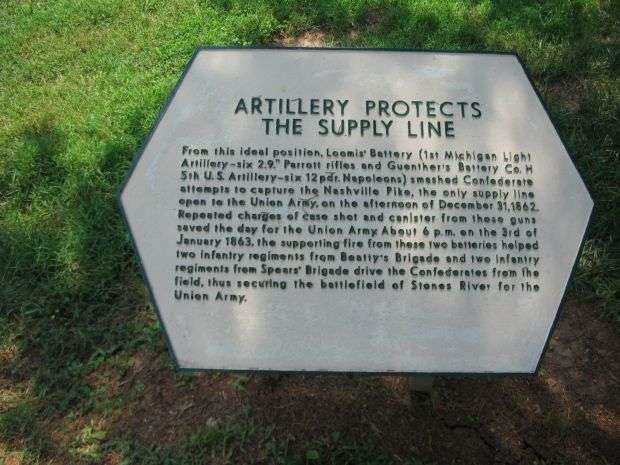 ARTILLERY PROTECTS
THE SUPPLY LINE
From this ideal position, Loomis' Battery (1st Michigan Light
Artillery-six 2.9," Parrott rifles and Guenther's Battery Co. H
5th U.S. Artillery-six 12 pdr. Napoleons) smashed Confederate
attempts to capture the Nashville Pike, the only supply line
open to the Union Army, on the afternoon of December 31, 1862.
Repeated charges of case shot and canister from these guns
saved the day for the Union Army. About 6 p.m. on the 3rd of
January 1863, the supporting fire from these two batteries helped
two infantry regiments from Beatty's Brigade and two infantry
regiments from Spears' Brigade drive the Confederates from the
field, thus securing the battlefield of Stones River for the
Union Army.